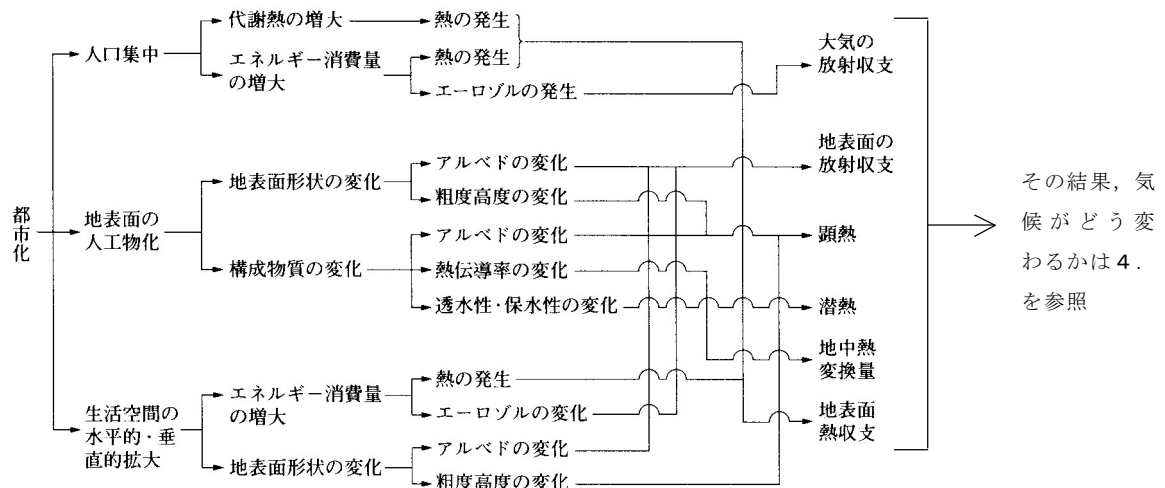 都市化
人口集中
代謝熱の増大
熱の発生
エネルギー消費量
の増大
熱の発生
エーロゾルの発生
地表面の
人工物化
地表面形状の変化
アルベドの変化
粗度高度の変化
構成物質の変化
アルベドの変化
熱伝導率の変化
透水性・保水性の変化
生活空間の
水平的・垂
直的拡大
エネルギー消費量
の増大
熱の発生
エーロゾルの変化
地表面形状の変化
アルベドの変化
粗度高度の変化
大気の
放射収支
地表面の
放射収支
顕熱
潜熱
地中熱
変換量
地表面
熱収支
その結果，気
候がどう変
わるかは4．
を参照